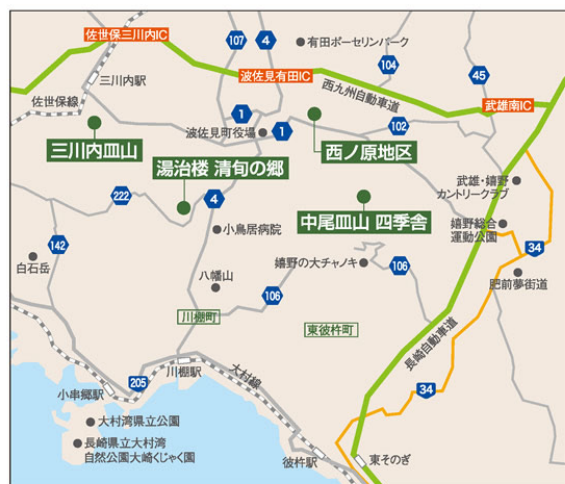 佐世保三川内IC
107
4
有田ポーセリンパーク
104
三川内駅
波佐見有田IC
45
西九州自動車道
佐世保線
武雄南IC
1
三川内皿山
波佐見町役場
1
102
西ノ原地区
湯治楼 清旬の郷
武雄・嬉野
カントリークラブ
222
4
中尾皿山 四季舎
小鳥居病院
嬉野総合
運動公園
142
34
白石岳
嬉野の大チャノキ
106
八幡山
106
肥前夢街道
川棚町
東彼杵町
長崎自動車道
205
川棚駅
大村線
34
小串郷駅
大村湾県立公園
長崎県立大村湾
自然公園大崎くじゃく園
彼杵駅
東そのぎ